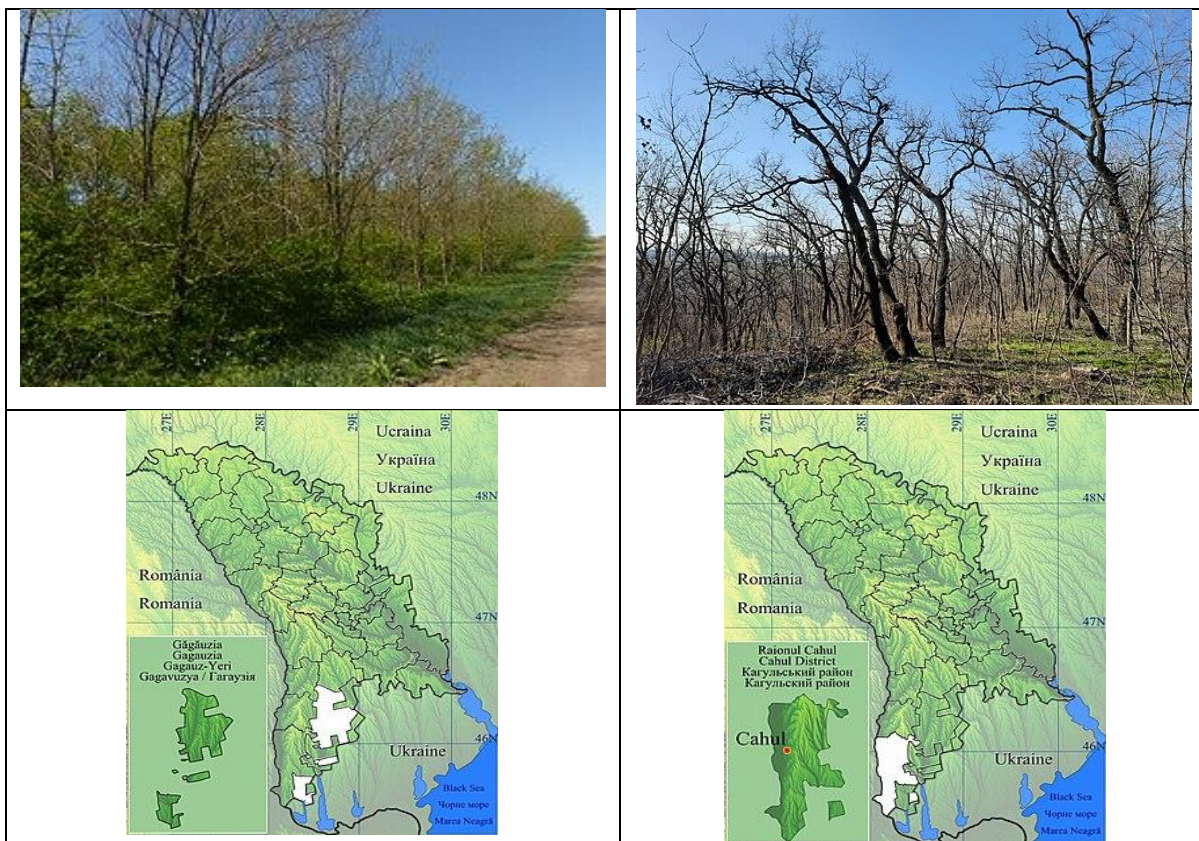 27E
28E
29E
30E
Ucraina
Україна
Ukraine
48N
România
Romania
47N
Găgăuzia
Gagauzia
Gagauz-Yeri
Gagavuzya / Гагаузія
46N
Ukraine
Black Sea
Чорне море
Marea Neagră
27E
28E
29E
30E
Ucraina
Україна
Ukraine
48N
România
Romania
47N
Raionul Cahul
Cahul District
Кагульський район
Кагульский район
Cahul
46N
Ukraine
Black Sea
Чорне море
Marea Neagră